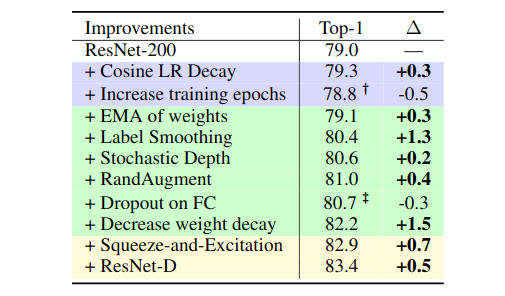 Improvements Top-1 Δ
ResNet-200 79.0 —
+ Cosine LR Decay 79.3 +0.3
+ Increase training epochs 78.8 † -0.5
+ EMA of weights 79.1 +0.3
+ Label Smoothing 80.4 +1.3
+ Stochastic Depth 80.6 +0.2
+ RandAugment 81.0 +0.4
+ Dropout on FC 80.7 ‡ -0.3
+ Decrease weight decay 82.2 +1.5
+ Squeeze-and-Excitation 82.9 +0.7
+ ResNet-D 83.4 +0.5